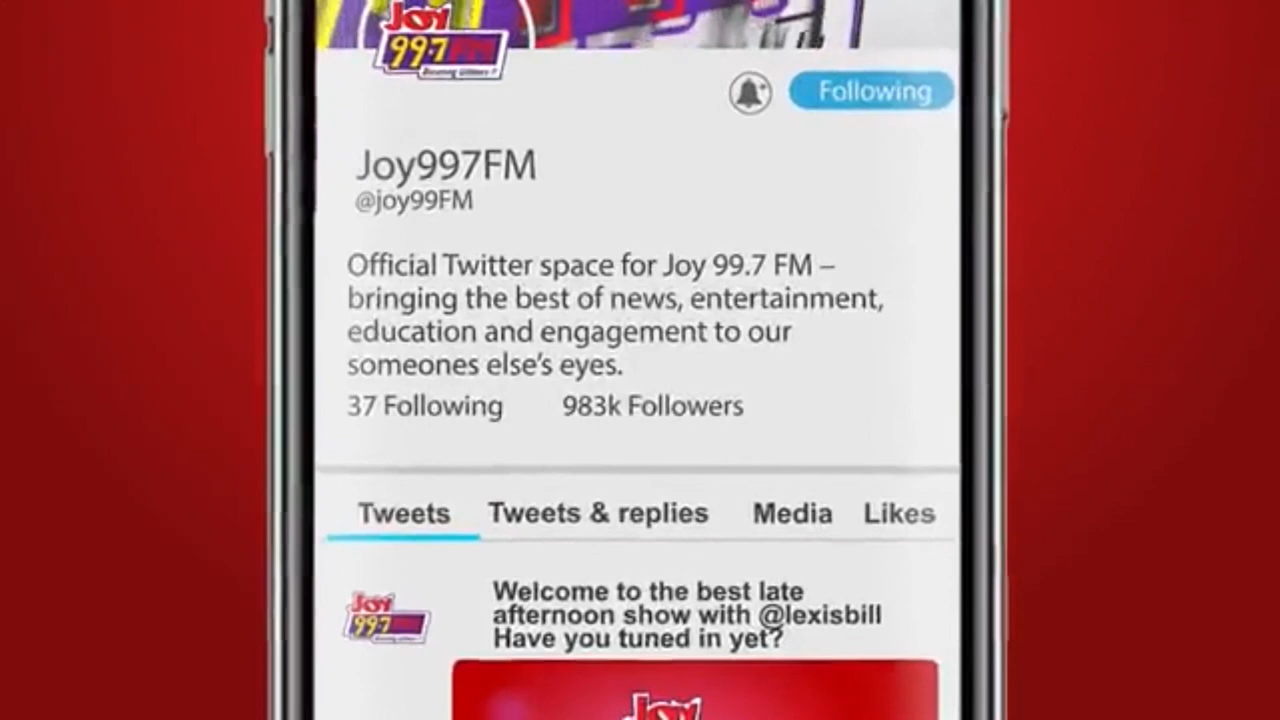 JOY
99.7 FM
Following
Joy997FM
@joy99FM
Official Twitter space for Joy 99.7 FM –
bringing the best of news, entertainment,
education and engagement to our
someones else's eyes.
37 Following 983k Followers
Tweets Tweets & replies Media Likes
JOY
99.7
Welcome to the best late
afternoon show with @lexisbill
Have you tuned in yet?
JOY